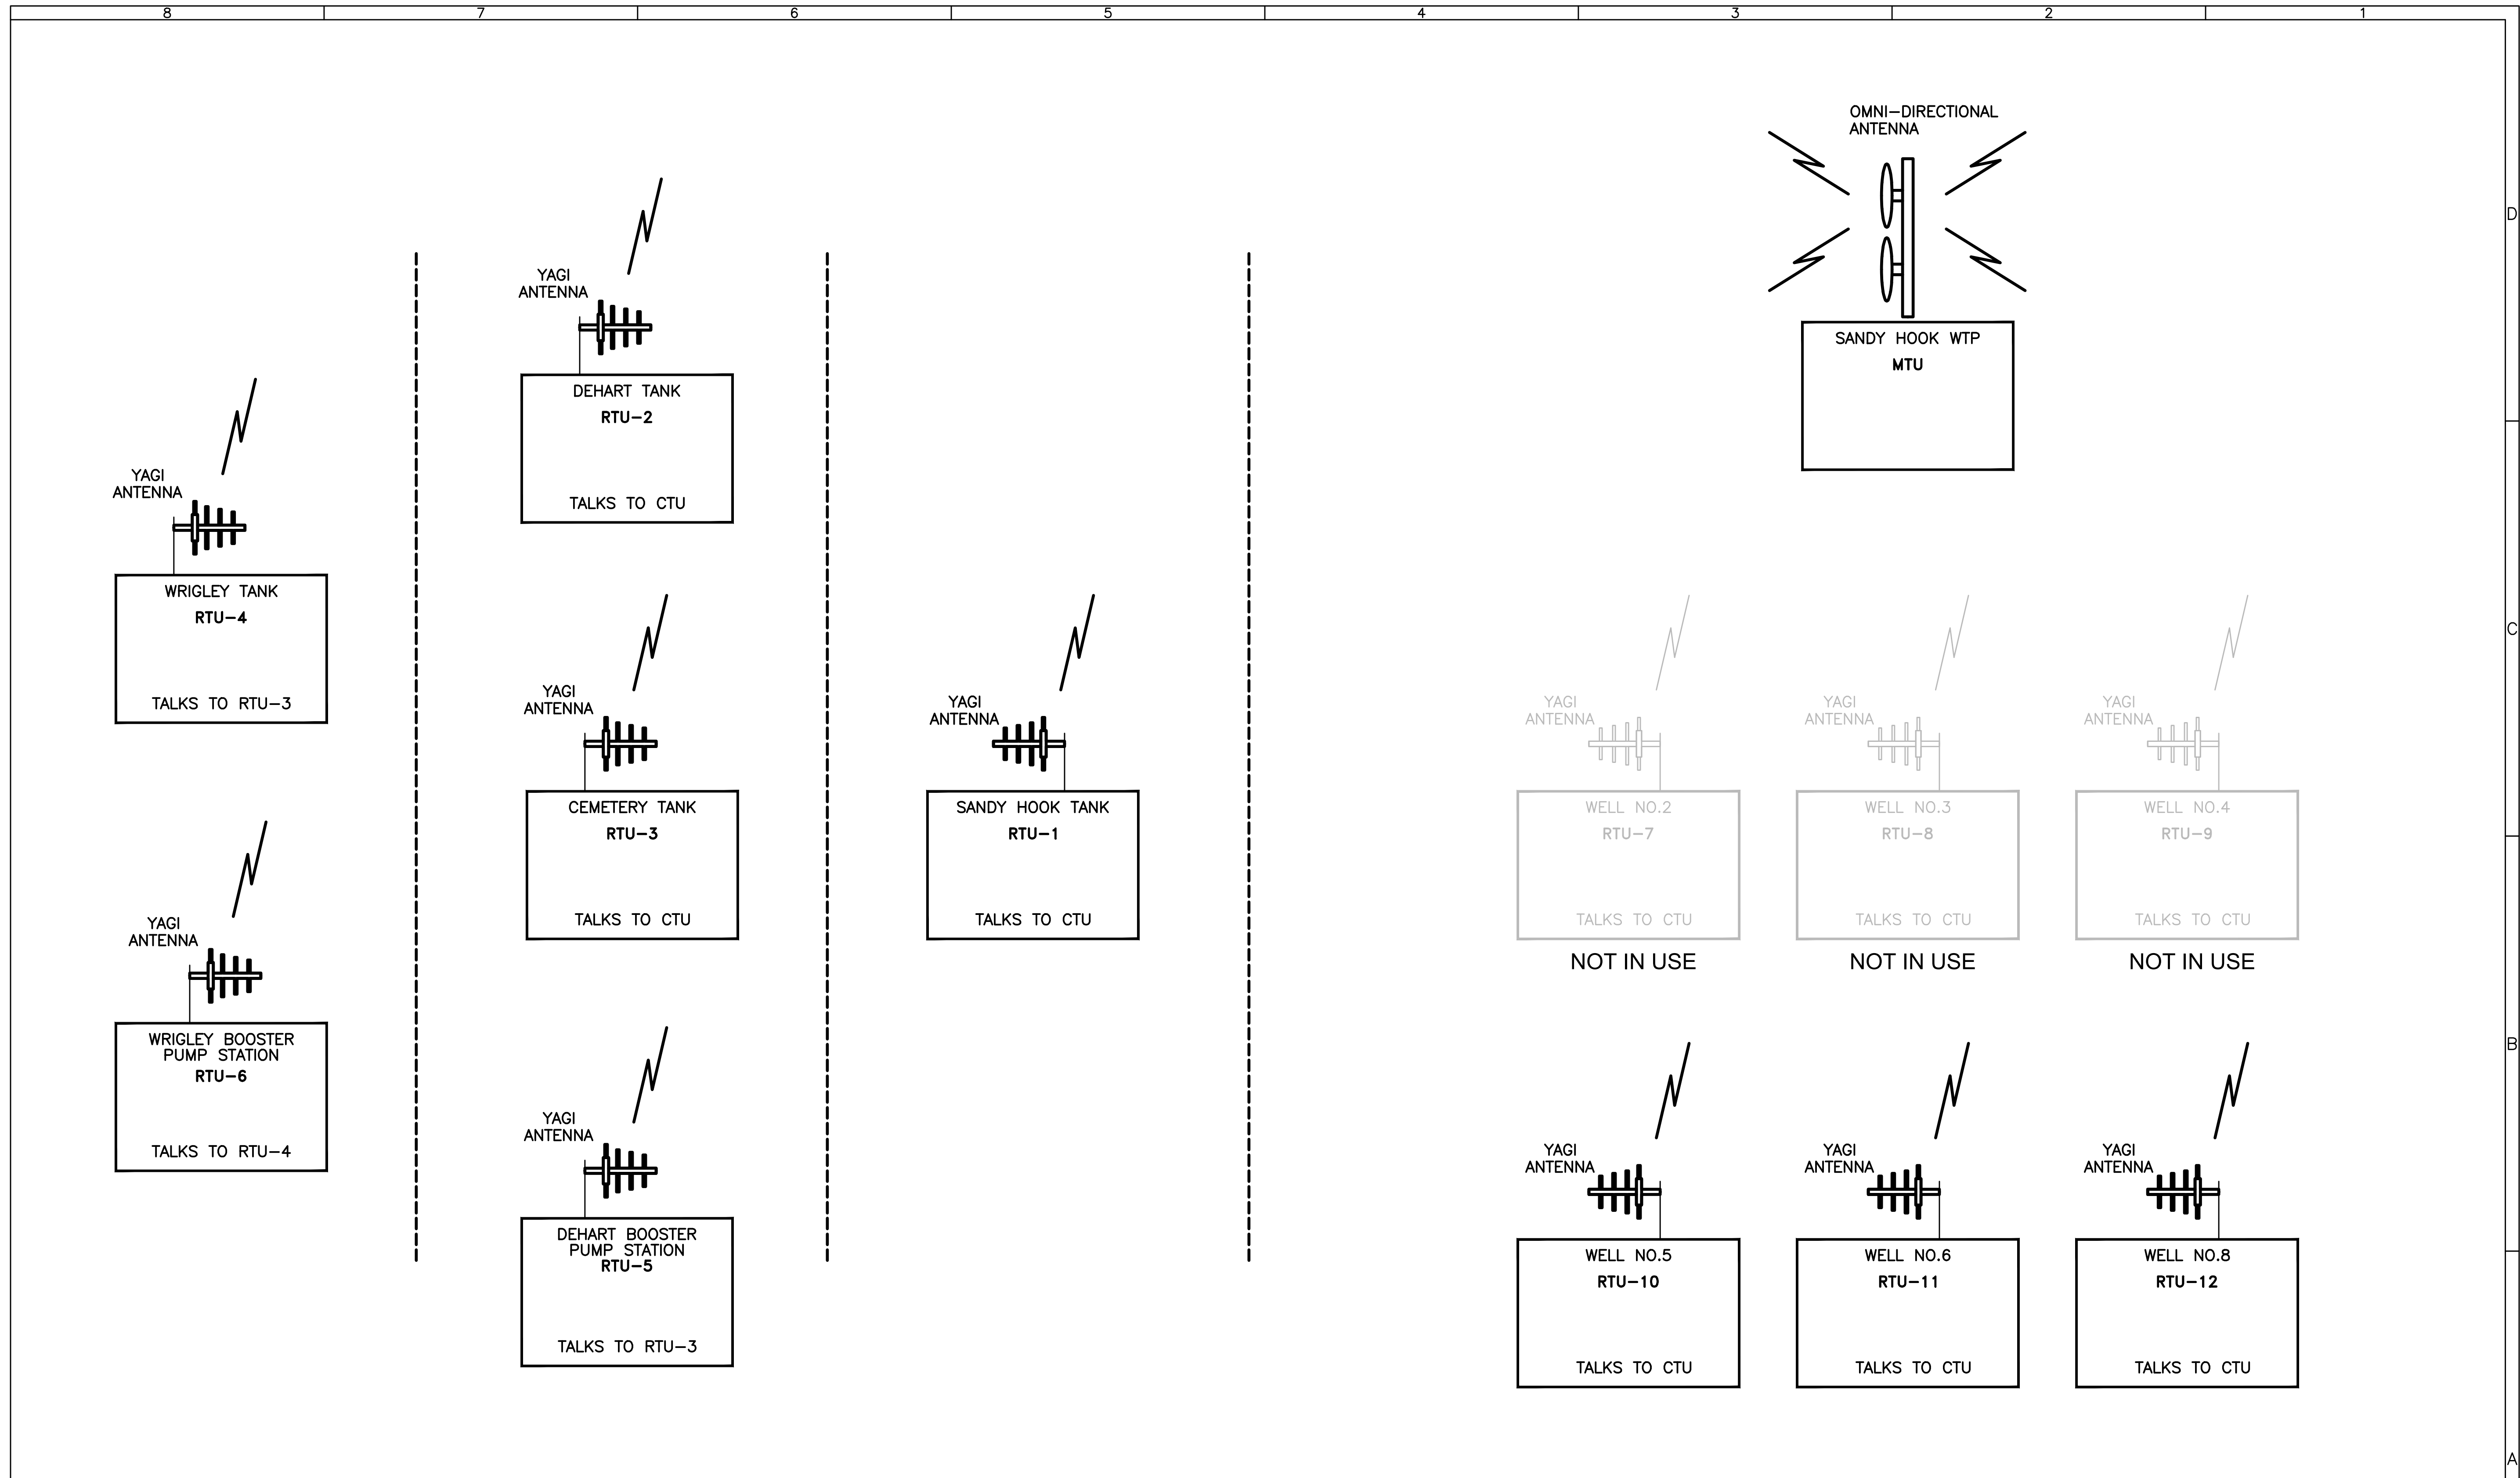 8 7 6 5 4 3 2 1
OMNI-DIRECTIONAL
ANTENNA
SANDY HOOK WTP
MTU
D
YAGI
ANTENNA
DEHART TANK
RTU-2
TALKS TO CTU
YAGI
ANTENNA
WRIGLEY TANK
RTU-4
TALKS TO RTU-3
C
YAGI
ANTENNA
CEMETERY TANK
RTU-3
TALKS TO CTU
YAGI
ANTENNA
SANDY HOOK TANK
RTU-1
TALKS TO CTU
YAGI
ANTENNA
WELL NO.2
RTU-7
TALKS TO CTU
NOT IN USE
YAGI
ANTENNA
WELL NO.3
RTU-8
TALKS TO CTU
NOT IN USE
YAGI
ANTENNA
WELL NO.4
RTU-9
TALKS TO CTU
NOT IN USE
YAGI
ANTENNA
WRIGLEY BOOSTER
PUMP STATION
RTU-6
TALKS TO RTU-4
B
YAGI
ANTENNA
DEHART BOOSTER
PUMP STATION
RTU-5
TALKS TO RTU-3
YAGI
ANTENNA
WELL NO.5
RTU-10
TALKS TO CTU
YAGI
ANTENNA
WELL NO.6
RTU-11
TALKS TO CTU
YAGI
ANTENNA
WELL NO.8
RTU-12
TALKS TO CTU
A